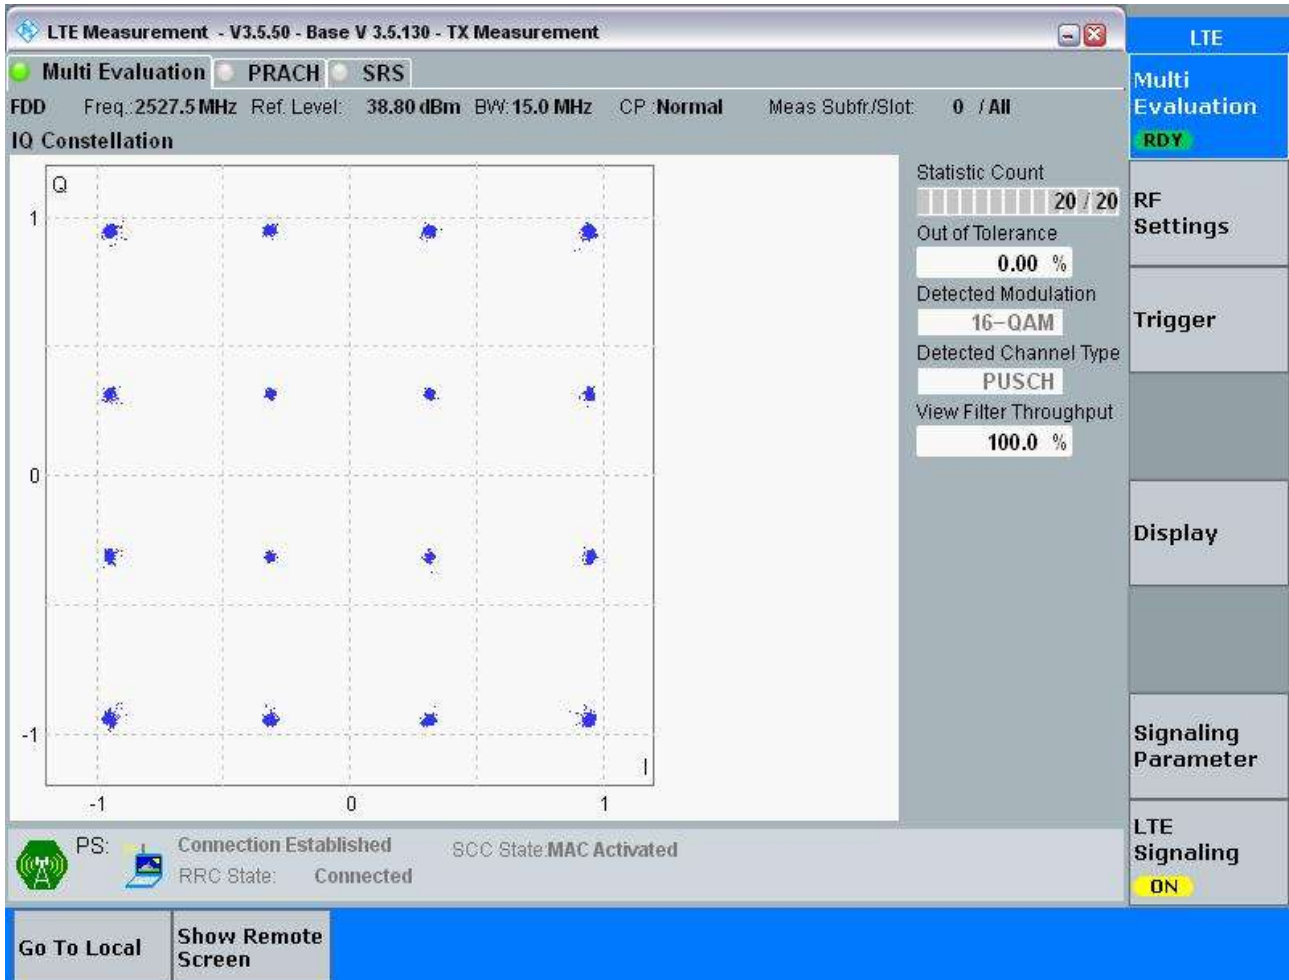 LTE Measurement - V3.5.50 - Base V 3.5.130 - TX Measurement
LTE
Multi Evaluation PRACH SRS
FDD Freq.:2527.5 MHz Ref. Level: 38.80 dBm BW:15.0 MHz CP :Normal Meas Subfr./Slot: 0 / All
IQ Constellation
Q
1
0
-1
I
-1 0 1
Statistic Count
20 / 20
Out of Tolerance
0.00 %
Detected Modulation
16-QAM
Detected Channel Type
PUSCH
View Filter Throughput
100.0 %
Multi
Evaluation
RDY
RF
Settings
Trigger
Display
Signaling
Parameter
LTE
Signaling
ON
PS: Connection Established SCC State:MAC Activated
RRC State: Connected
Go To Local
Show Remote
Screen